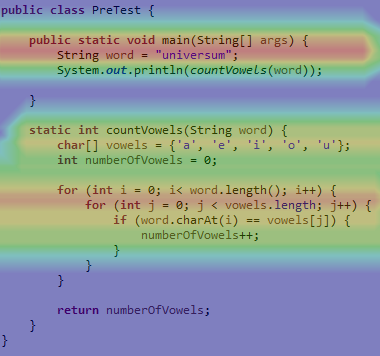 public class PreTest {
public static void main(String[] args) {
String word = "universum";
System.out.println(countVowels(word));
}
static int countVowels(String word) {
char[] vowels = {'a', 'e', 'i', 'o', 'u'};
int numberOfVowels = 0;
for (int i = 0; i< word.length(); i++) {
for (int j = 0; j < vowels.length; j++) {
if (word.charAt(i) == vowels[j]) {
numberOfVowels++;
}
}
}
return numberOfVowels;
}
}